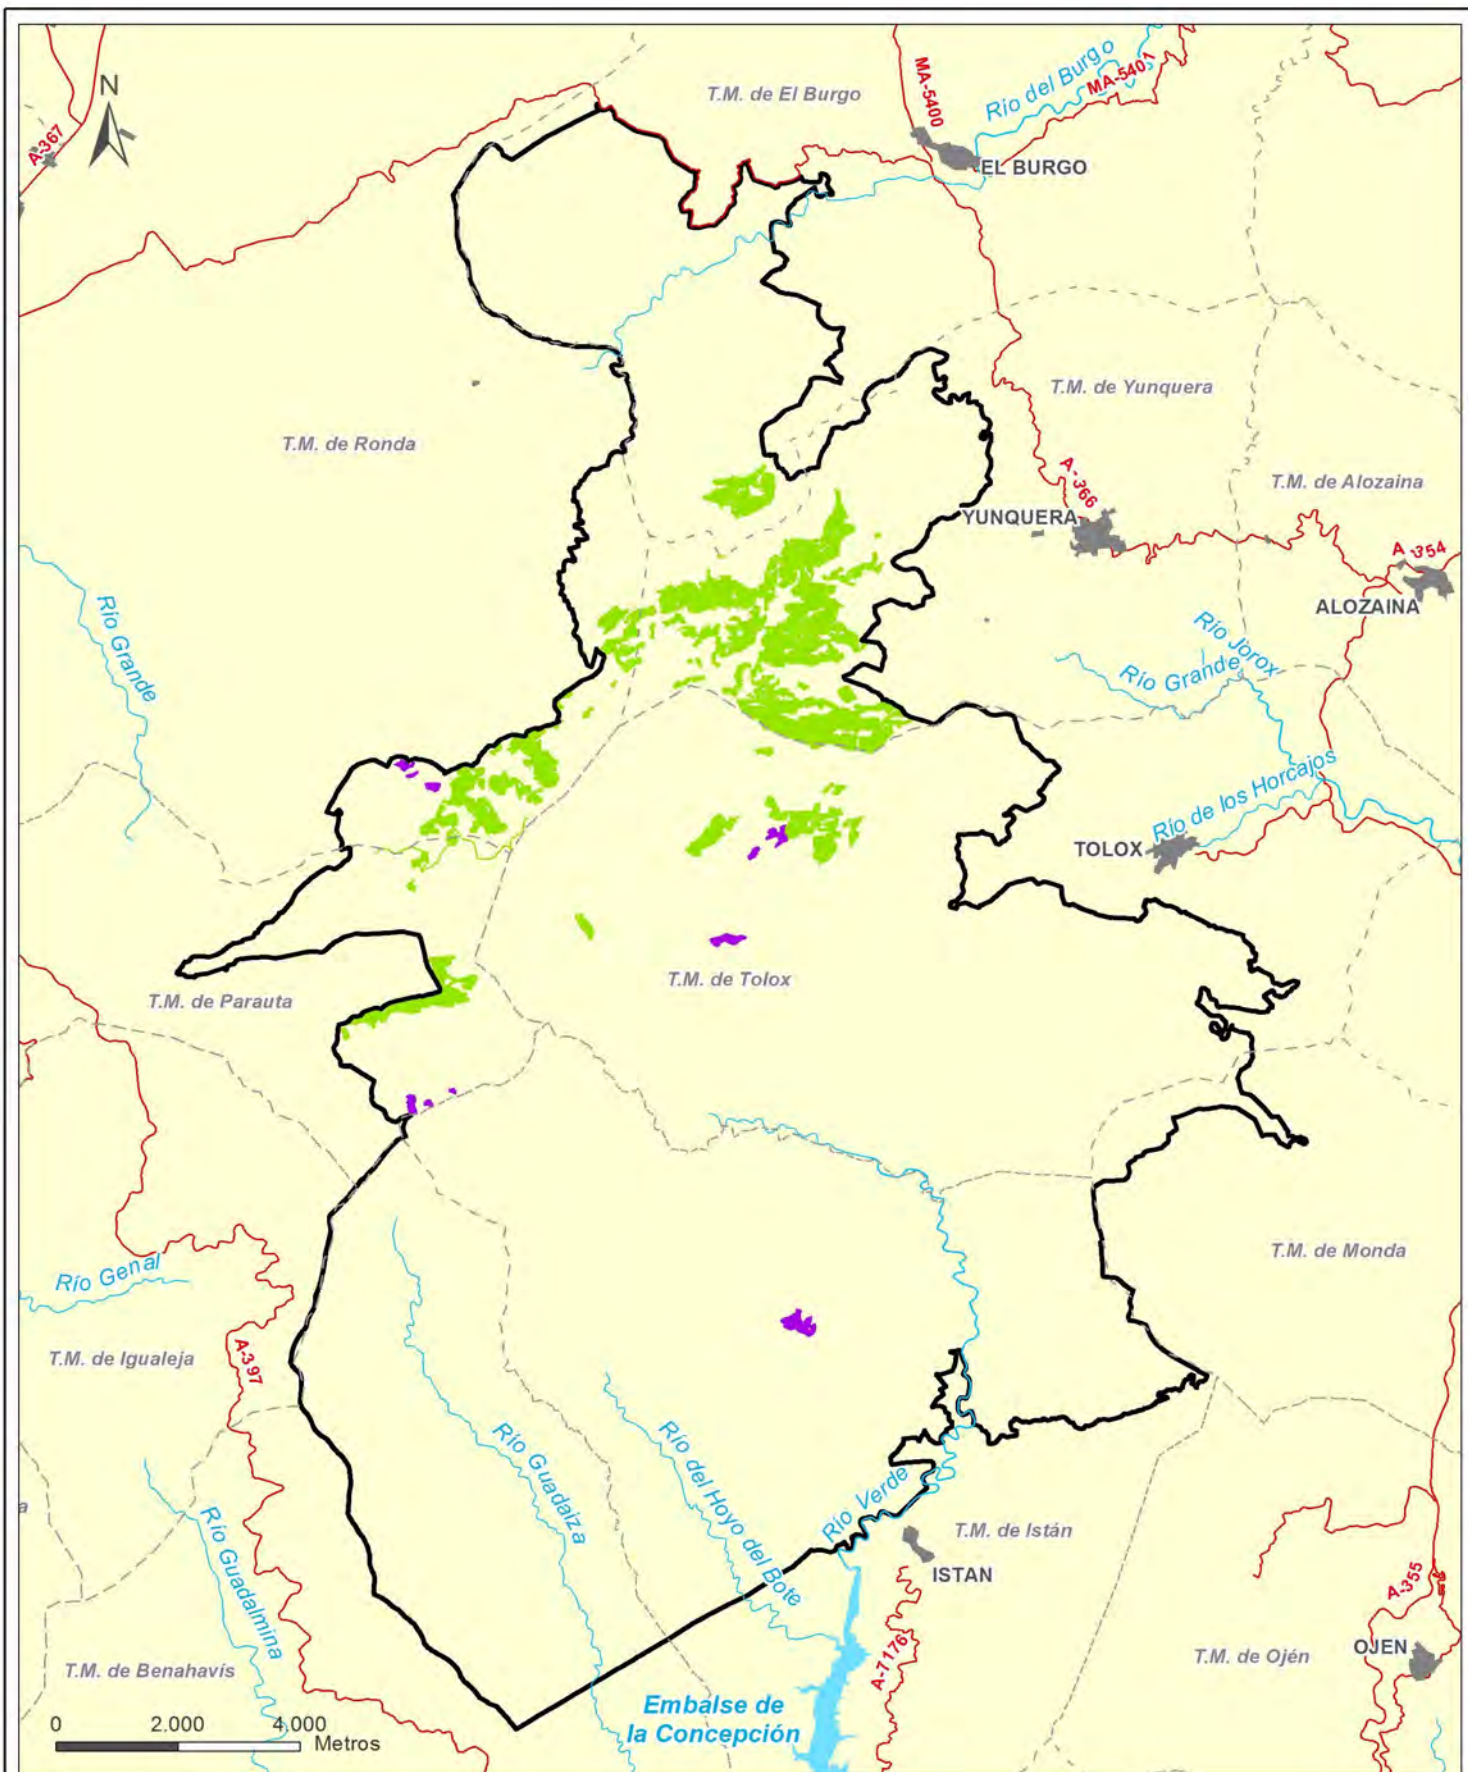 N
A-367
T.M. de El Burgo
MA-5400
Río del Burgo
MA-5401
EL BURGO
T.M. de Ronda
T.M. de Yunquera
A-366
T.M. de Alozaina
YUNQUERA
A-354
ALOZAINA
Río Grande
Río Jorox
Río Grande
Río de los Horcajos
TOLOX
T.M. de Tolox
T.M. de Parauta
T.M. de Monda
Río Genal
T.M. de Igualeja
A-397
Río Guadaiza
Río del Hoyo del Bote
Río Verde
a
Río Guadalmina
T.M. de Istán
ISTAN
A-355
A-7176
OJEN
T.M. de Ojén
T.M. de Benahavís
Embalse de
la Concepción
0 2.000 4.000
Metros